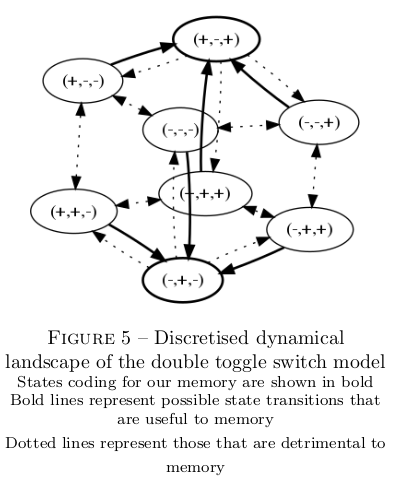 (+,-,+)
(+,-,-)
(-,-,+)
(-,-,-)
(+,+,+)
(+,+,-)
(-,+,+)
(-,+,-)
FIGURE 5 – Discretised dynamical
landscape of the double toggle switch model
States coding for our memory are shown in bold
Bold lines represent possible state transitions that
are useful to memory
Dotted lines represent those that are detrimental to
memory